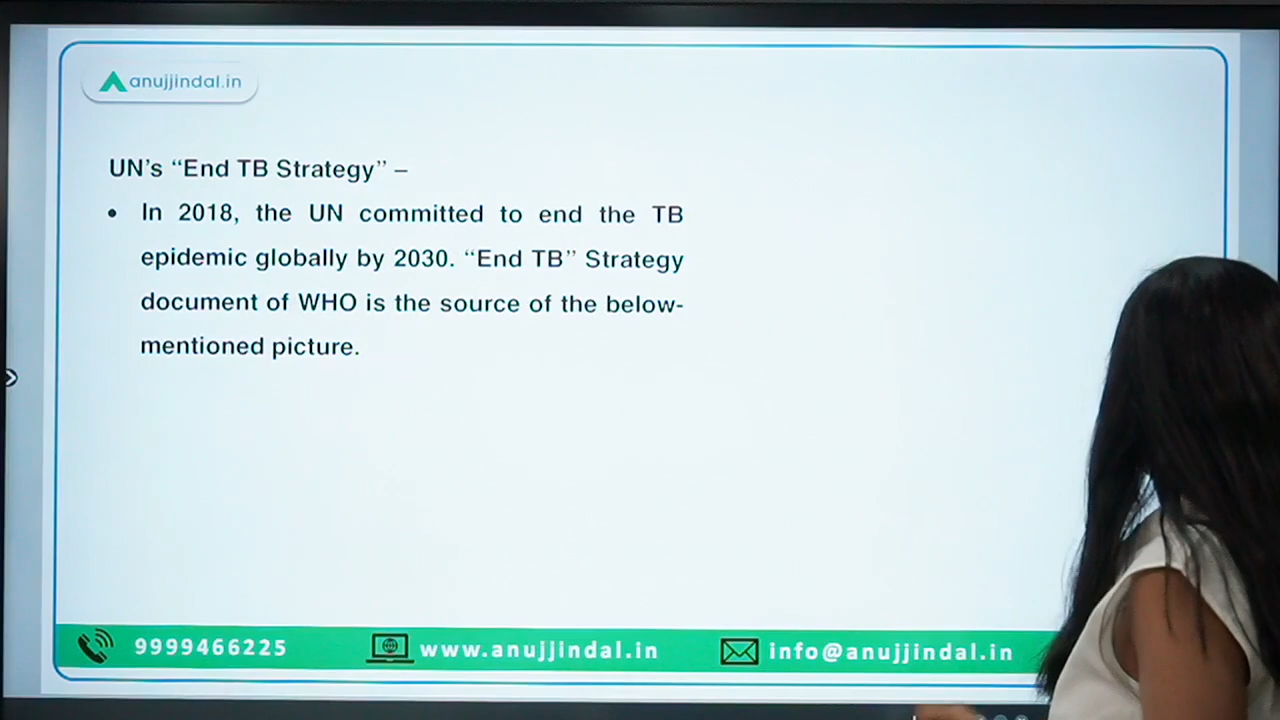 anujjindal.in
UN’s “End TB Strategy” –
• In 2018, the UN committed to end the TB
epidemic globally by 2030. “End TB” Strategy
document of WHO is the source of the below-
mentioned picture.
9999466225 www.anujjindal.in info@anujjindal.in